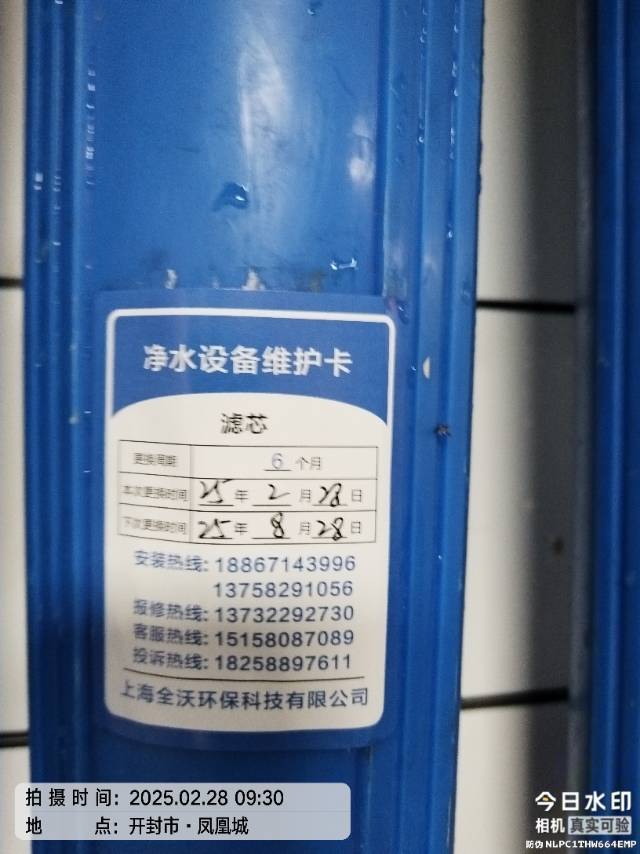 净水设备维护卡
滤芯
更换周期 6 个月
本次更换时间 25 年 2 月 28 日
下次更换时间 25 年 8 月 28 日
安装热线: 18867143996
13758291056
报修热线: 13732292730
客服热线: 15158087089
投诉热线: 18258897611
上海全沃环保科技有限公司
拍摄时间: 2025.02.28 09:30
地 点: 开封市·凤凰城
今日水印
相机 真实可验
防伪 NLPC1THW664EMP